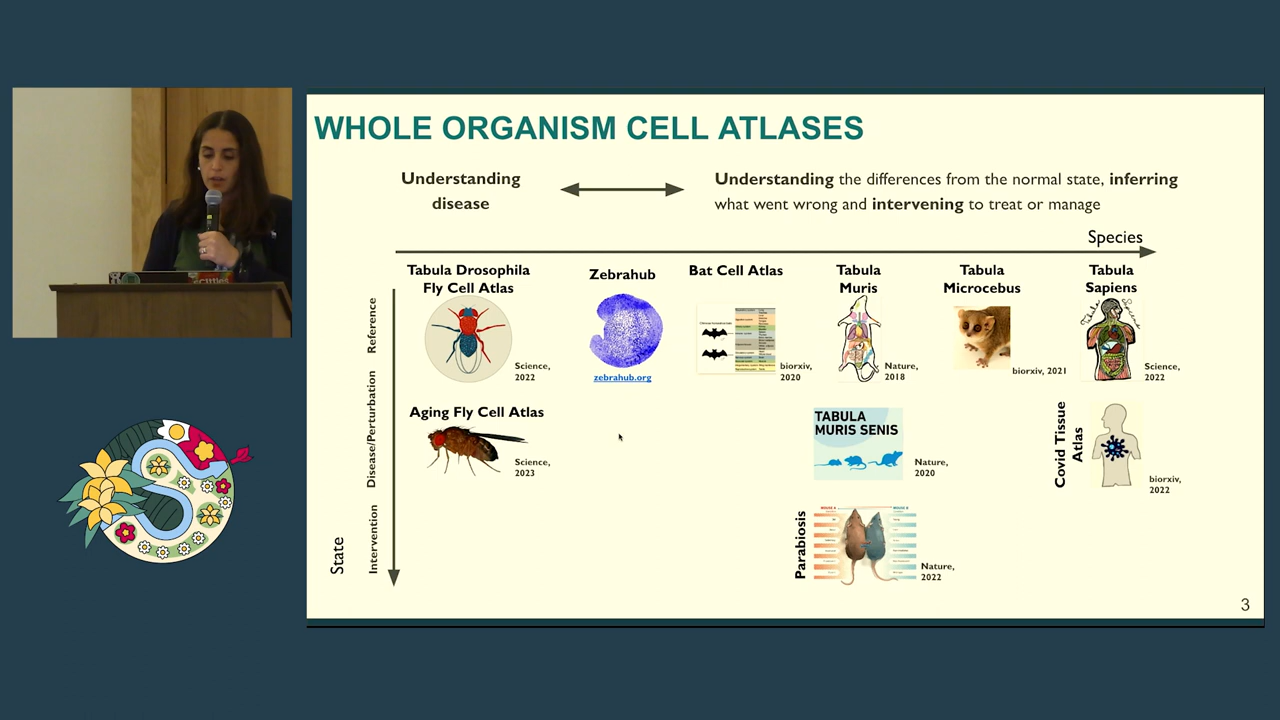 WHOLE ORGANISM CELL ATLASES
Understanding
disease
Understanding the differences from the normal state, inferring
what went wrong and intervening to treat or manage
Species
Tabula Drosophila
Fly Cell Atlas
Zebrahub
Bat Cell Atlas
Tabula
Muris
Tabula
Microcebus
Tabula
Sapiens
Reference
Science,
2022
zebrahub.org
biorxiv,
2020
Nature,
2018
biorxiv, 2021
Science,
2022
Disease/Perturbation
Aging Fly Cell Atlas
Science,
2023
TABULA
MURIS SENIS
Nature,
2020
Covid Tissue
Atlas
biorxiv,
2022
Intervention
State
Parabiosis
MOUSE A
Nature,
2022
3